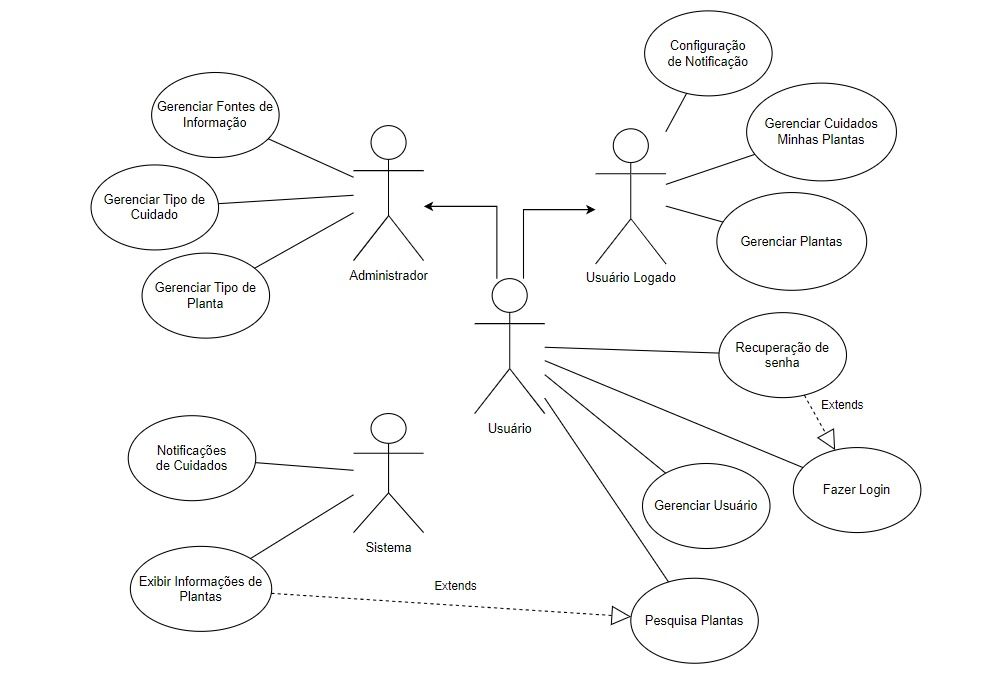 Configuração
de Notificação
Gerenciar Fontes de
Informação
Gerenciar Cuidados
Minhas Plantas
Gerenciar Tipo de
Cuidado
Gerenciar Plantas
Administrador
Usuário Logado
Gerenciar Tipo de
Planta
Recuperação de
senha
Extends
Usuário
Notificações
de Cuidados
Fazer Login
Gerenciar Usuário
Sistema
Exibir Informações de
Plantas
Extends
Pesquisa Plantas